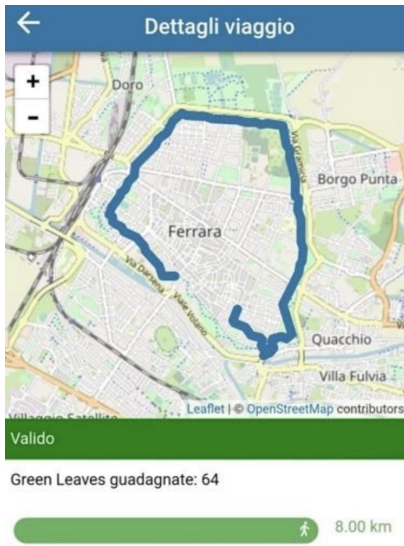 Dettagli viaggio
+
-
Doro
Via Gramicia
Borgo Punta
Ferrara
Via Darsena
Viale Volano
Quacchio
Villa Fulvia
Villaggio Satellite
Leaflet | © OpenStreetMap contributors
Valido
Green Leaves guadagnate: 64
8.00 km